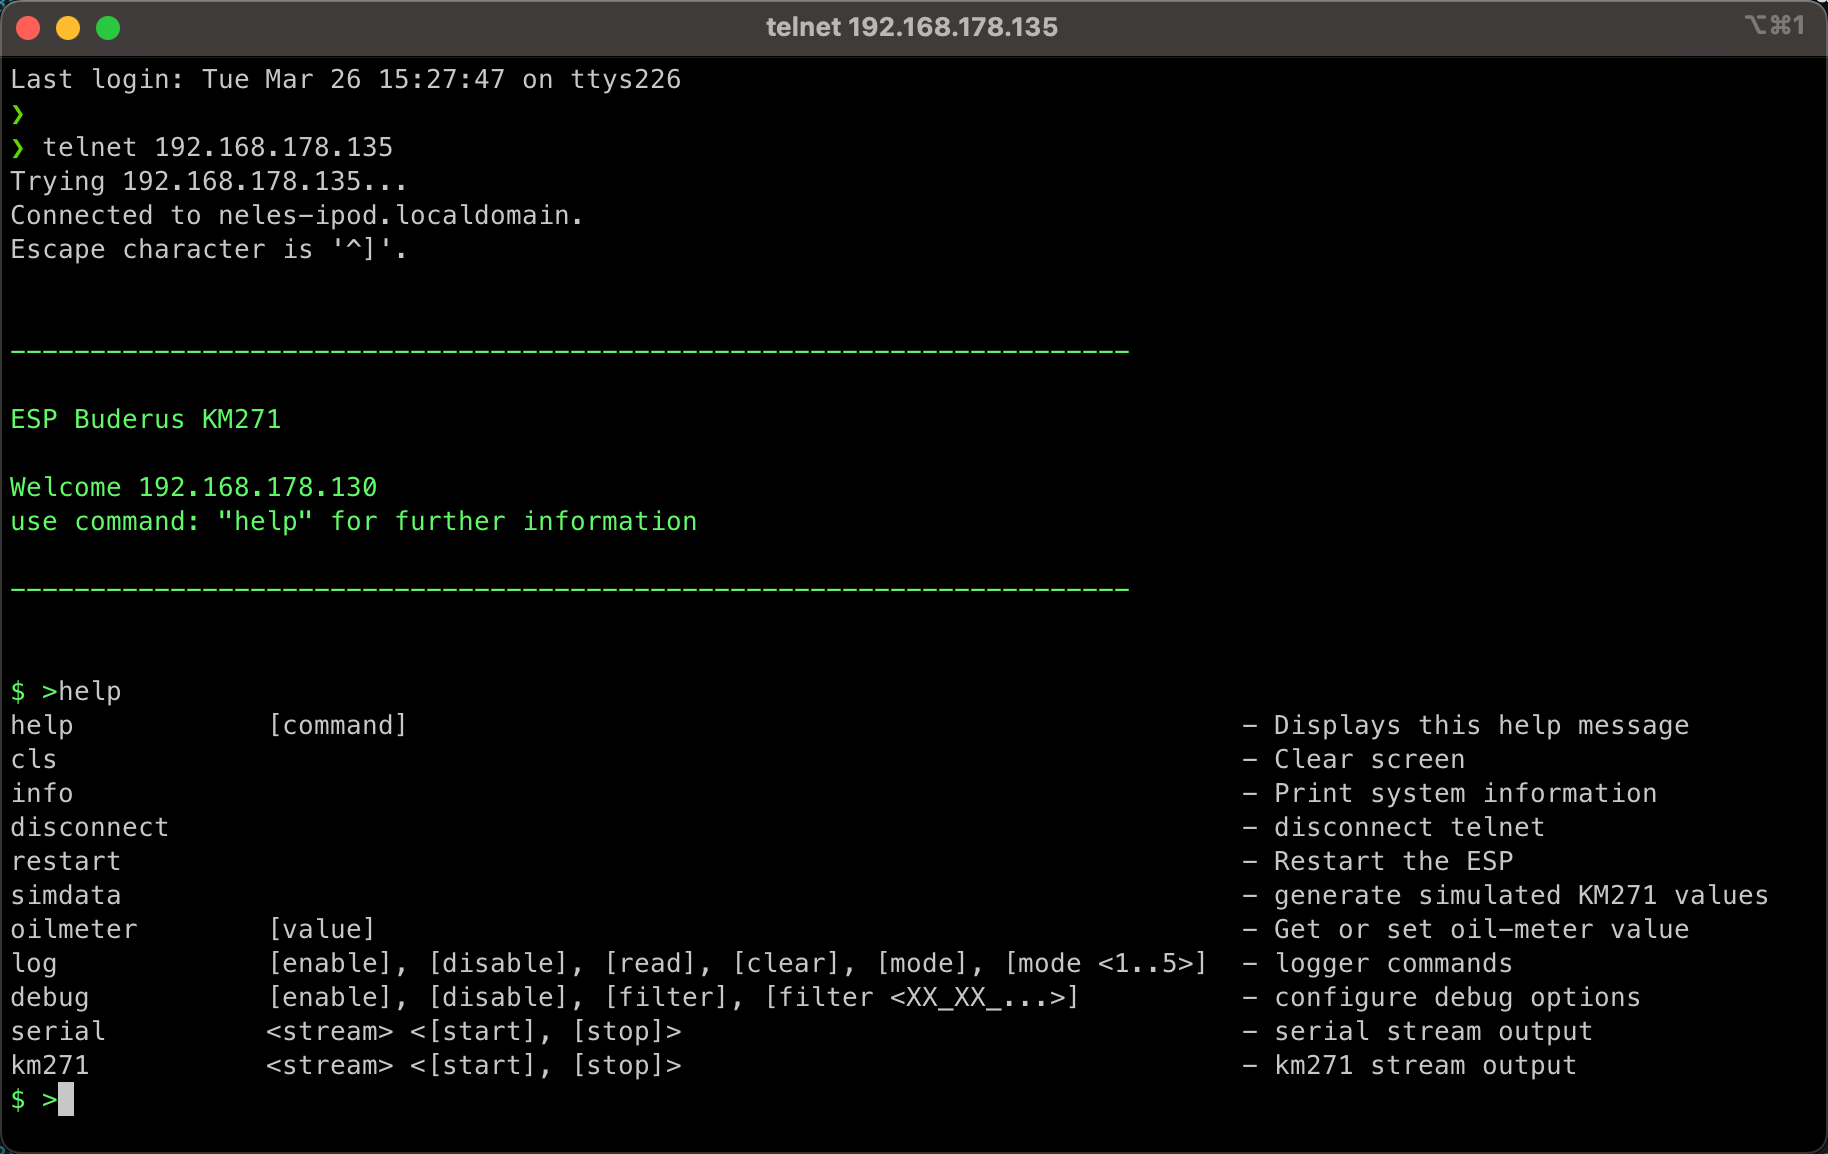 telnet 192.168.178.135
⌥⌘1
Last login: Tue Mar 26 15:27:47 on ttys226
❯
❯ telnet 192.168.178.135
Trying 192.168.178.135...
Connected to neles-ipod.localdomain.
Escape character is '^]'.
----------------------------------------------------------------------
ESP Buderus KM271
Welcome 192.168.178.130
use command: "help" for further information
----------------------------------------------------------------------
$ >help
help            [command]                                                    - Displays this help message
cls                                                                          - Clear screen
info                                                                         - Print system information
disconnect                                                                   - disconnect telnet
restart                                                                      - Restart the ESP
simdata                                                                      - generate simulated KM271 values
oilmeter        [value]                                                      - Get or set oil-meter value
log             [enable], [disable], [read], [clear], [mode], [mode <1..5>]  - logger commands
debug           [enable], [disable], [filter], [filter <XX_XX_...>]          - configure debug options
serial          <stream> <[start], [stop]>                                   - serial stream output
km271           <stream> <[start], [stop]>                                   - km271 stream output
$ >